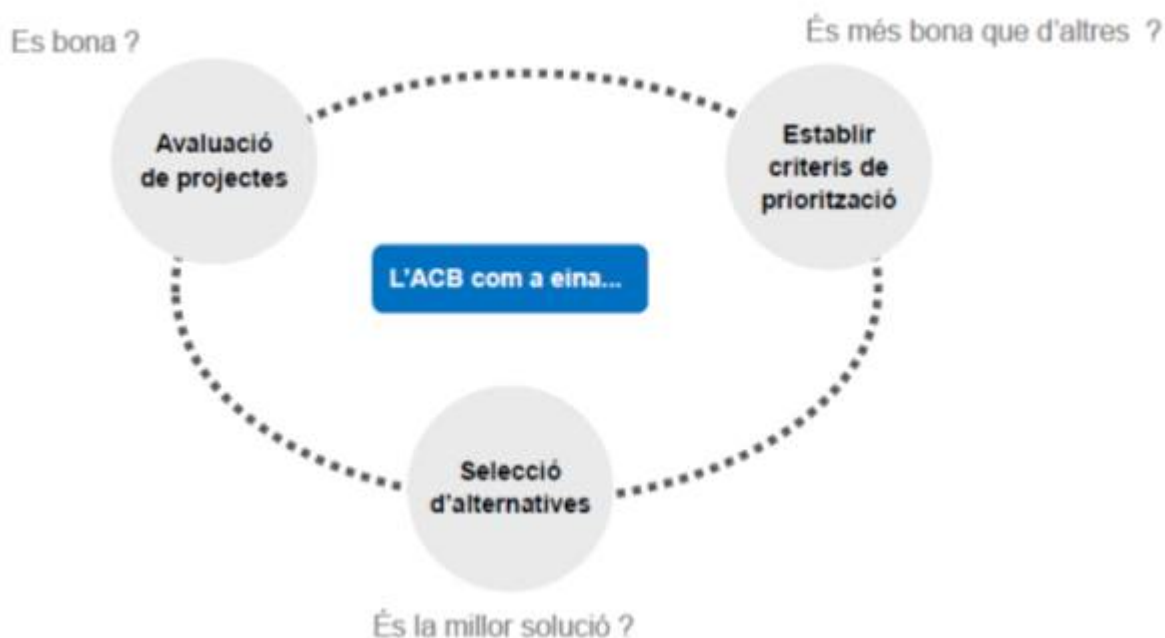 Es bona ?
És més bona que d'altres ?
Avaluació
de projectes
Establir
criteris de
priorització
L'ACB com a eina...
Selecció
d'alternatives
És la millor solució ?